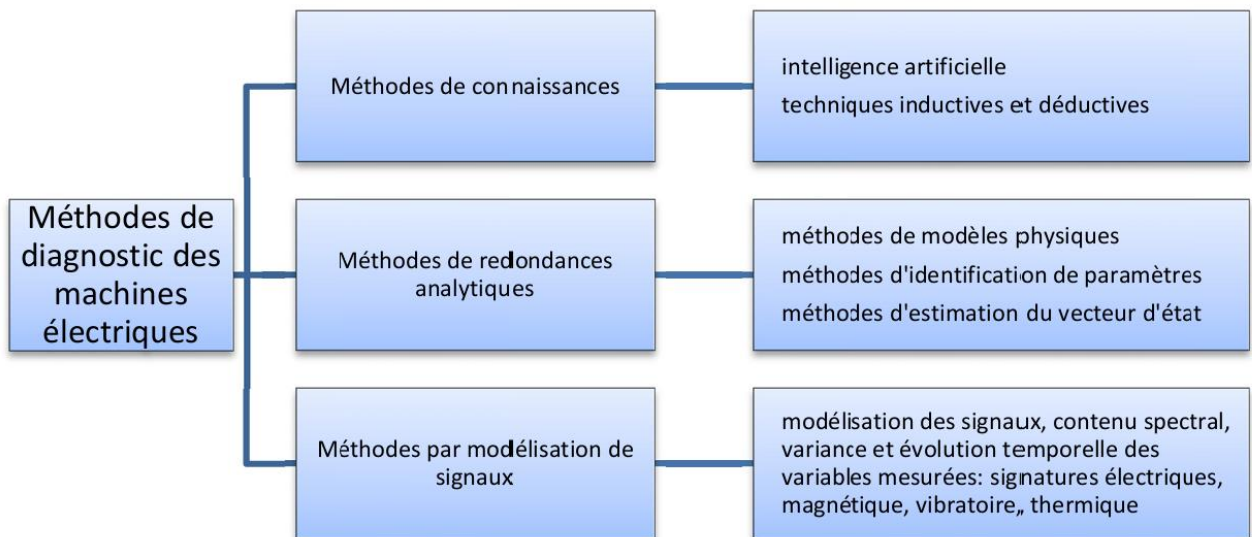 Méthodes de
diagnostic des
machines
électriques
Méthodes de connaissances
intelligence artificielle
techniques inductives et déductives
Méthodes de redondances
analytiques
méthodes de modèles physiques
méthodes d'identification de paramètres
méthodes d'estimation du vecteur d'état
Méthodes par modélisation de
signaux
modélisation des signaux, contenu spectral,
variance et évolution temporelle des
variables mesurées: signatures électriques,
magnétique, vibratoire,, thermique